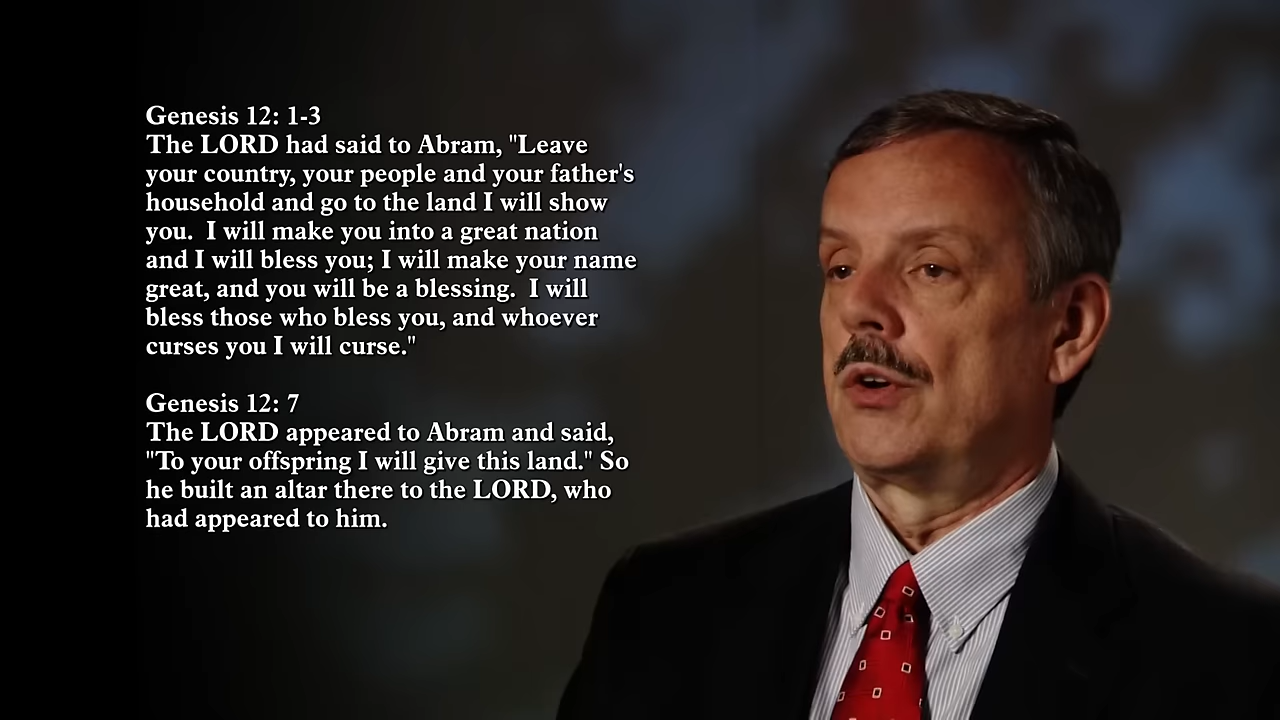 Genesis 12: 1-3
The LORD had said to Abram, "Leave
your country, your people and your father's
household and go to the land I will show
you.  I will make you into a great nation
and I will bless you; I will make your name
great, and you will be a blessing.  I will
bless those who bless you, and whoever
curses you I will curse."
Genesis 12: 7
The LORD appeared to Abram and said,
"To your offspring I will give this land." So
he built an altar there to the LORD, who
had appeared to him.